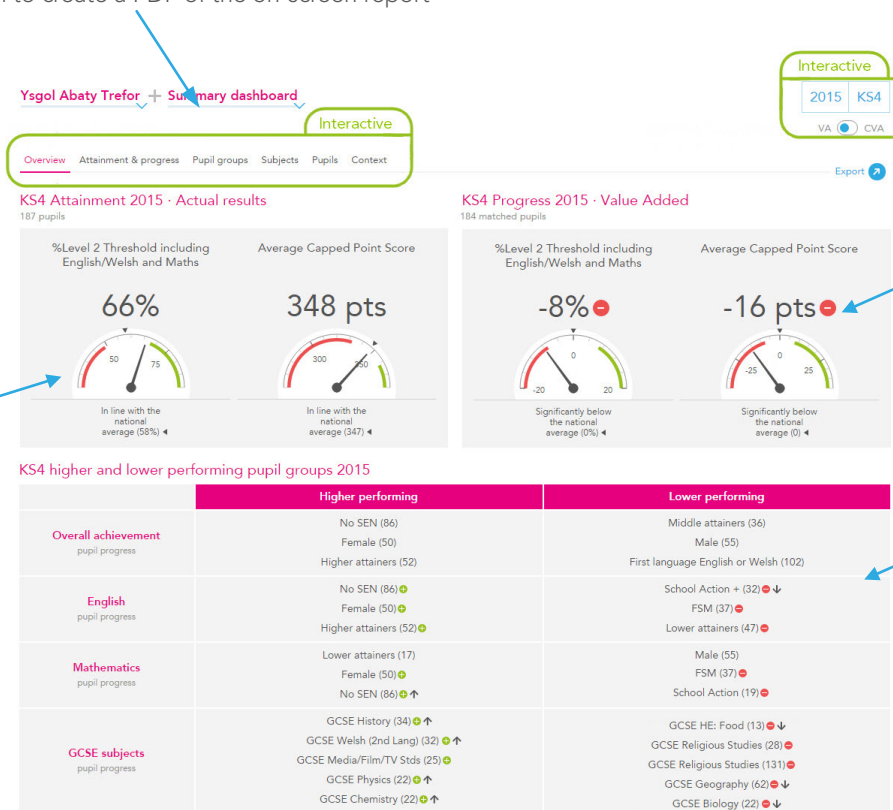 to create a PDF of the on-screen report
Ysgol Abaty Trefor + Summary dashboard
Interactive
2015 KS4
VA CVA
Interactive
Overview Attainment & progress Pupil groups Subjects Pupils Context
Export
KS4 Attainment 2015 · Actual results
187 pupils
%Level 2 Threshold including
English/Welsh and Maths
66%
50 75
In line with the
national
average (58%)
Average Capped Point Score
348 pts
300 350
In line with the
national
average (347)
KS4 Progress 2015 · Value Added
184 matched pupils
%Level 2 Threshold including
English/Welsh and Maths
-8%
-20 0 20
Significantly below
the national
average (0%)
Average Capped Point Score
-16 pts
-25 0 25
Significantly below
the national
average (0)
KS4 higher and lower performing pupil groups 2015
Higher performing Lower performing
Overall achievement
pupil progress
No SEN (86)
Female (50)
Higher attainers (52)
Middle attainers (36)
Male (55)
First language English or Welsh (102)
English
pupil progress
No SEN (86)
Female (50)
Higher attainers (52)
School Action + (32)
FSM (37)
Lower attainers (47)
Mathematics
pupil progress
Lower attainers (17)
Female (50)
No SEN (86)
Male (55)
FSM (37)
School Action (19)
GCSE subjects
pupil progress
GCSE History (34)
GCSE Welsh (2nd Lang) (32)
GCSE Media/Film/TV Stds (25)
GCSE Physics (22)
GCSE Chemistry (22)
GCSE HE: Food (13)
GCSE Religious Studies (28)
GCSE Religious Studies (131)
GCSE Geography (62)
GCSE Biology (22)